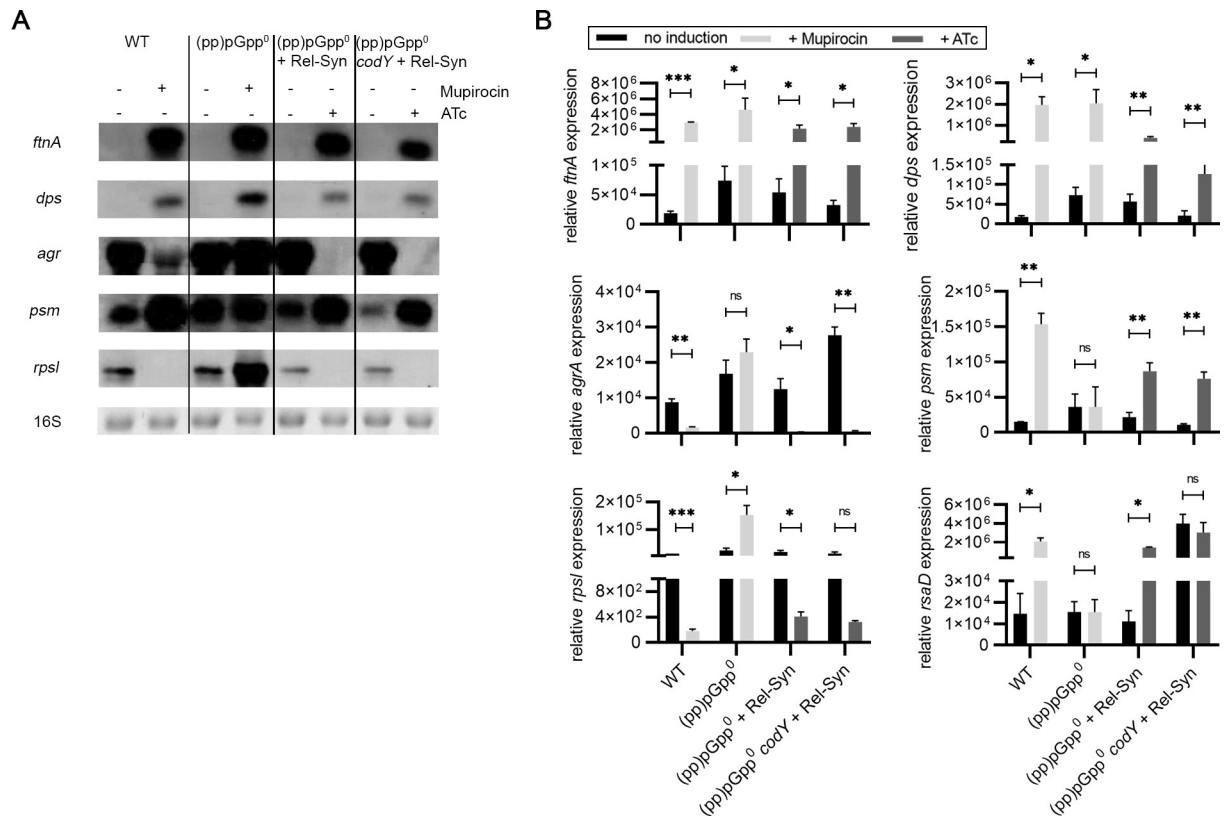 A
WT
(pp)pGpp⁰
(pp)pGpp⁰
+ Rel-Syn
(pp)pGpp⁰
codY + Rel-Syn
- + - + - - Mupirocin
- - - + - + ATc
ftnA
dps
agr
psm
rpsl
16S
B
no induction + Mupirocin + ATc
relative ftnA expression
8×10⁶
6×10⁶
4×10⁶
2×10⁶
1×10⁵
5×10⁴
0
*** * * *
relative dps expression
3×10⁶
2×10⁶
1×10⁶
1.5×10⁵
1×10⁵
5×10⁴
0
* * ** **
relative agrA expression
4×10⁴
3×10⁴
2×10⁴
1×10⁴
0
** ns * **
relative psm expression
2×10⁵
1.5×10⁵
1×10⁵
5×10⁴
0
** ns ** **
relative rpsl expression
2×10⁵
1×10⁵
8×10²
4×10²
0
*** * * ns
WT
(pp)pGpp⁰
(pp)pGpp⁰ + Rel-Syn
(pp)pGpp⁰ codY + Rel-Syn
relative rsaD expression
6×10⁶
4×10⁶
2×10⁶
4×10⁴
3×10⁴
2×10⁴
1×10⁴
0
* ns * ns
WT
(pp)pGpp⁰
(pp)pGpp⁰ + Rel-Syn
(pp)pGpp⁰ codY + Rel-Syn